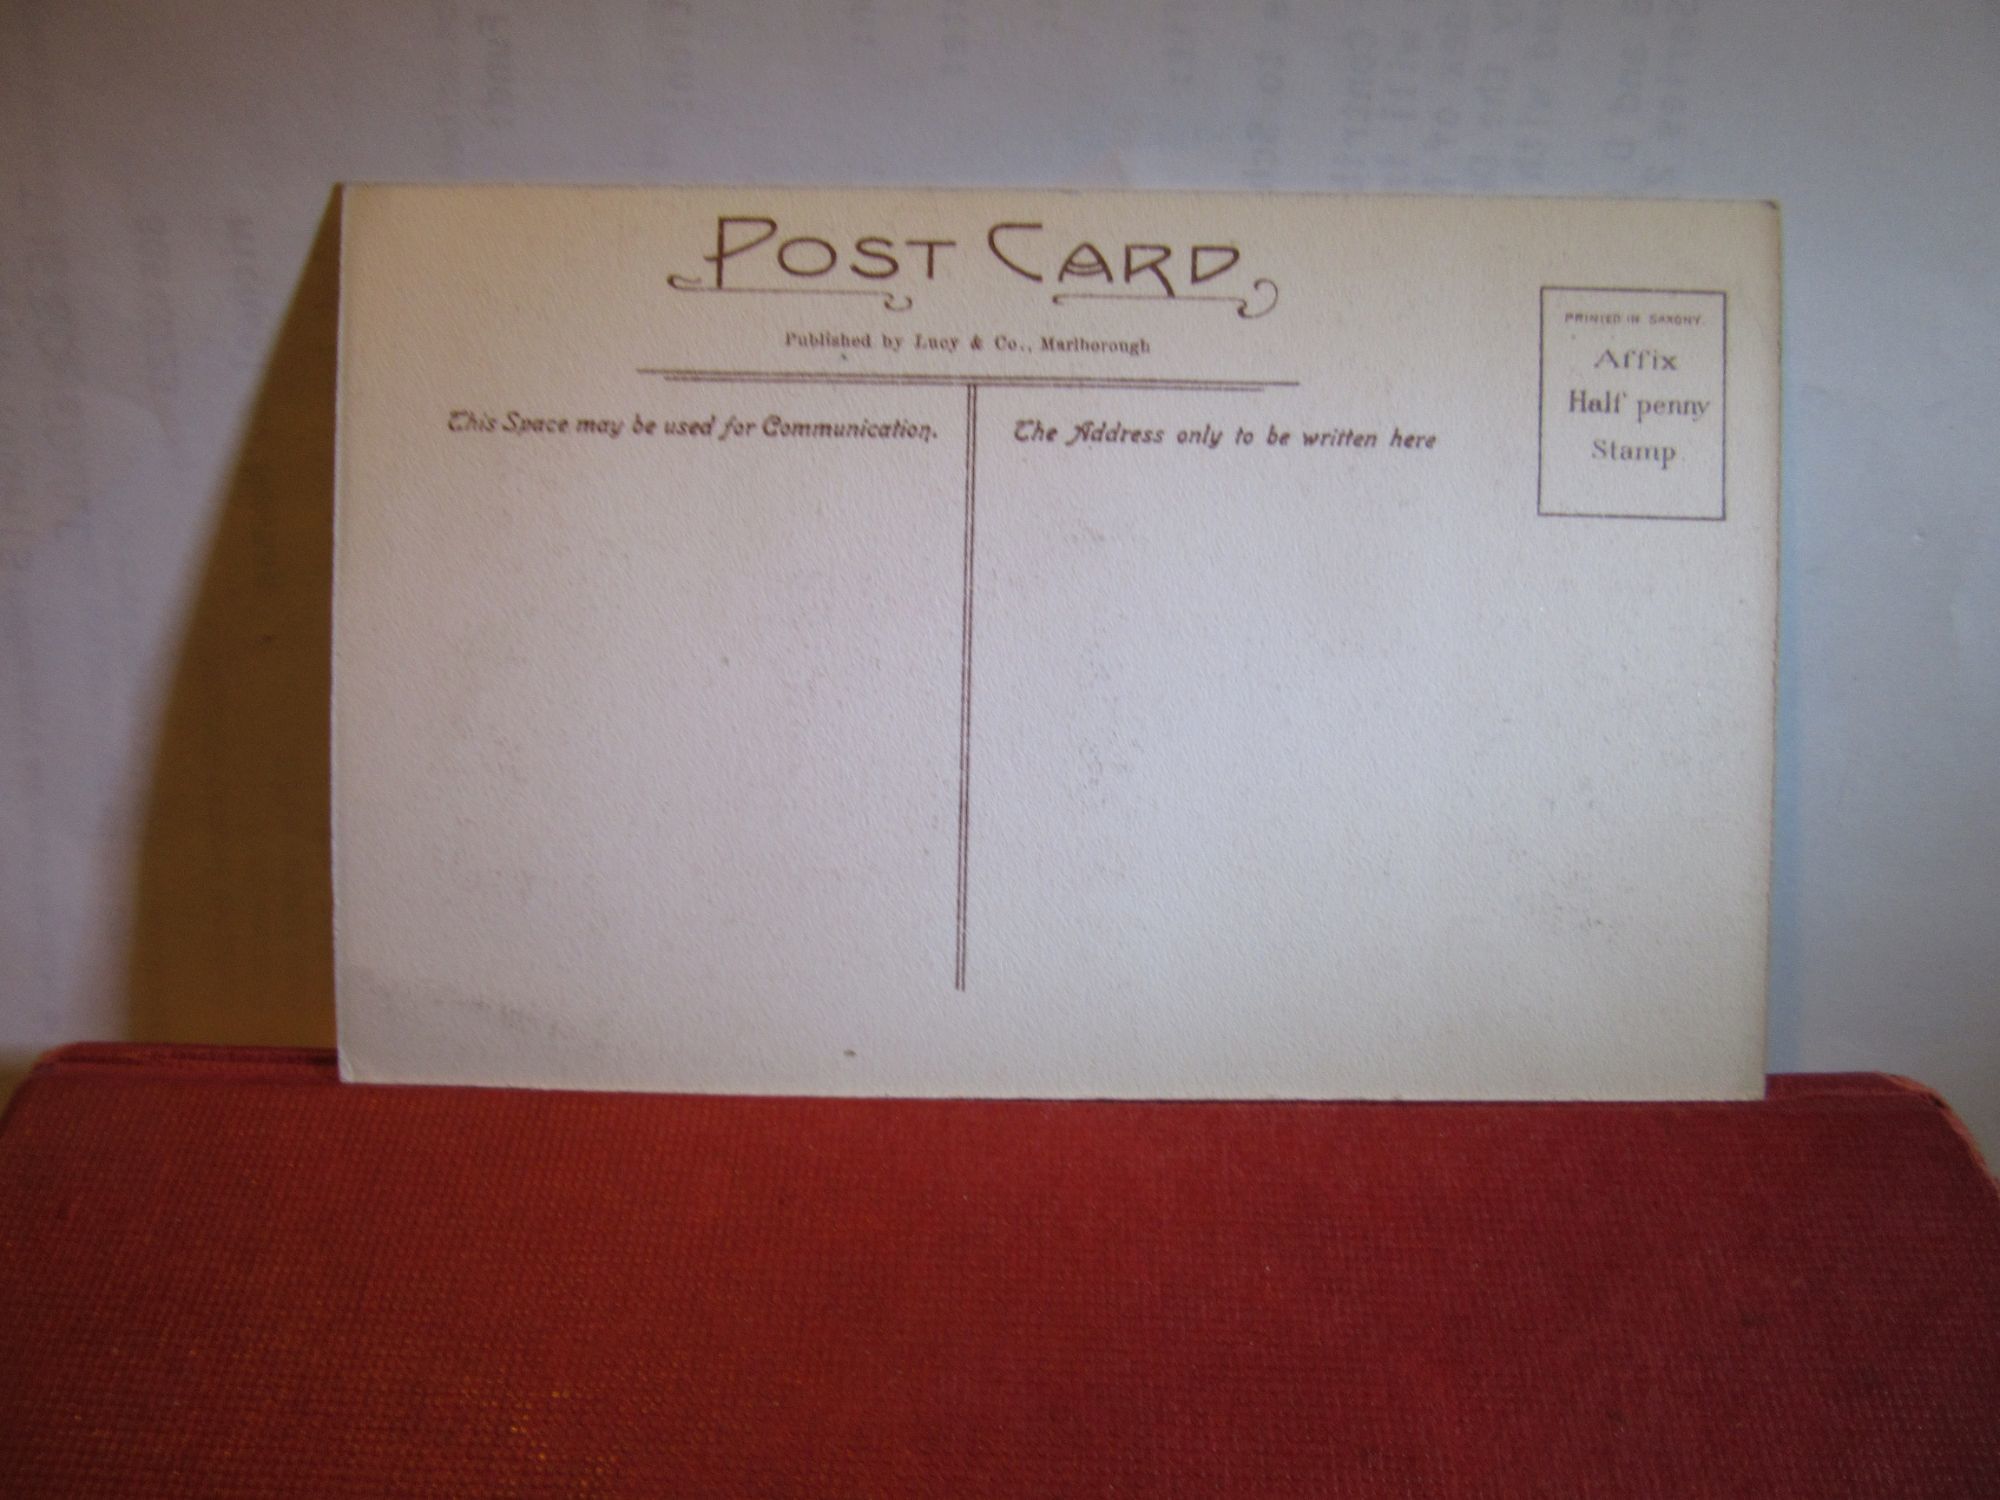 POST CARD
Published by Lucy & Co., Marlborough
This Space may be used for Communication.
The Address only to be written here
PRINTED IN SAXONY.
Affix
Half penny
Stamp